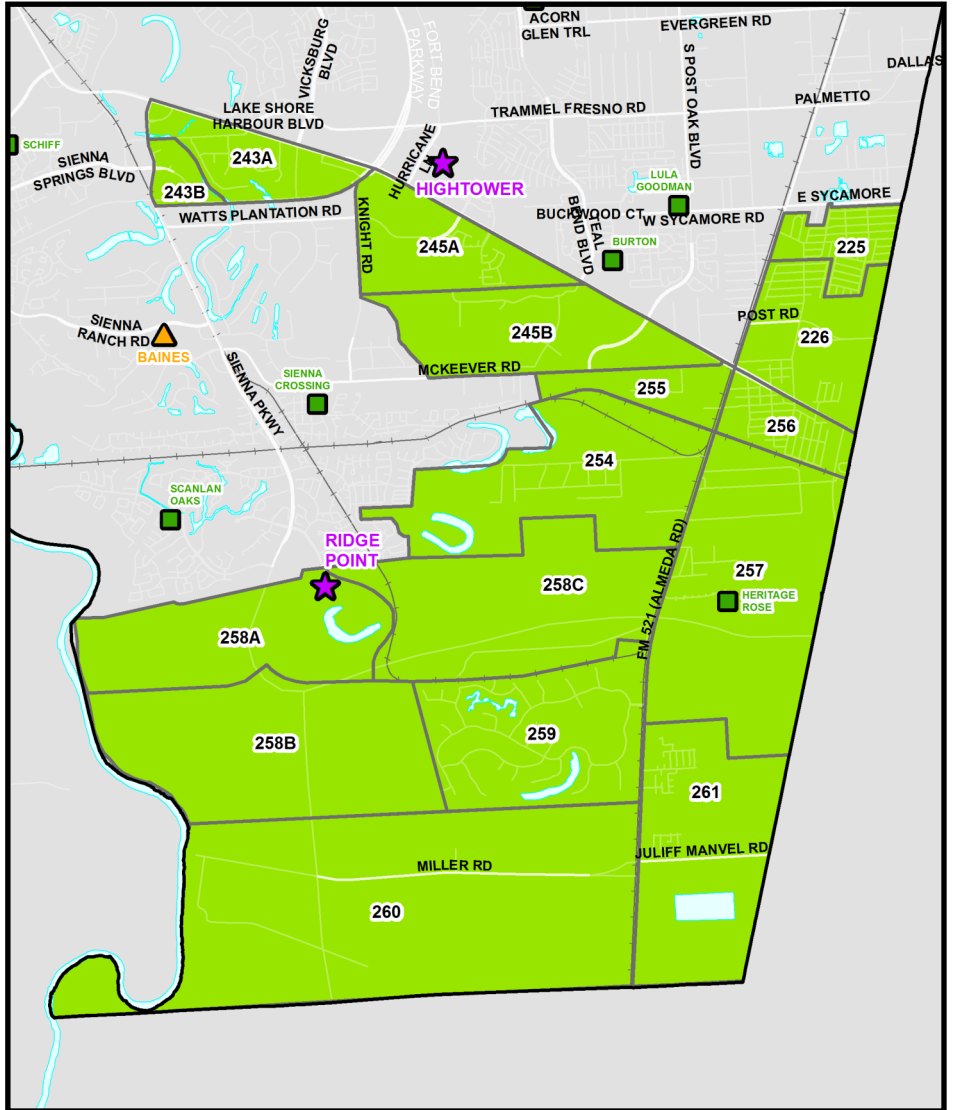 ACORN
GLEN TRL
EVERGREEN RD
VICKSBURG
BLVD
FORT BEND
PARKWAY
S POST OAK BLVD
DALLAS
PALMETTO
LAKE SHORE
HARBOUR BLVD
TRAMMEL FRESNO RD
SCHIFF
SIENNA
SPRINGS BLVD
243A
243B
HURRICANE
LN
HIGHTOWER
LULA
GOODMAN
E SYCAMORE
WATTS PLANTATION RD
KNIGHT RD
BUCKWOOD CT
W SYCAMORE RD
TEAL
BEND BLVD
BURTON
245A
225
SIENNA
RANCH RD
BAINES
245B
POST RD
226
SIENNA PKWY
SIENNA
CROSSING
MCKEEVER RD
255
256
254
SCANLAN
OAKS
RIDGE
POINT
258C
257
HERITAGE
ROSE
FM 521 (ALMEDA RD)
258A
258B
259
261
JULIFF MANVEL RD
MILLER RD
260